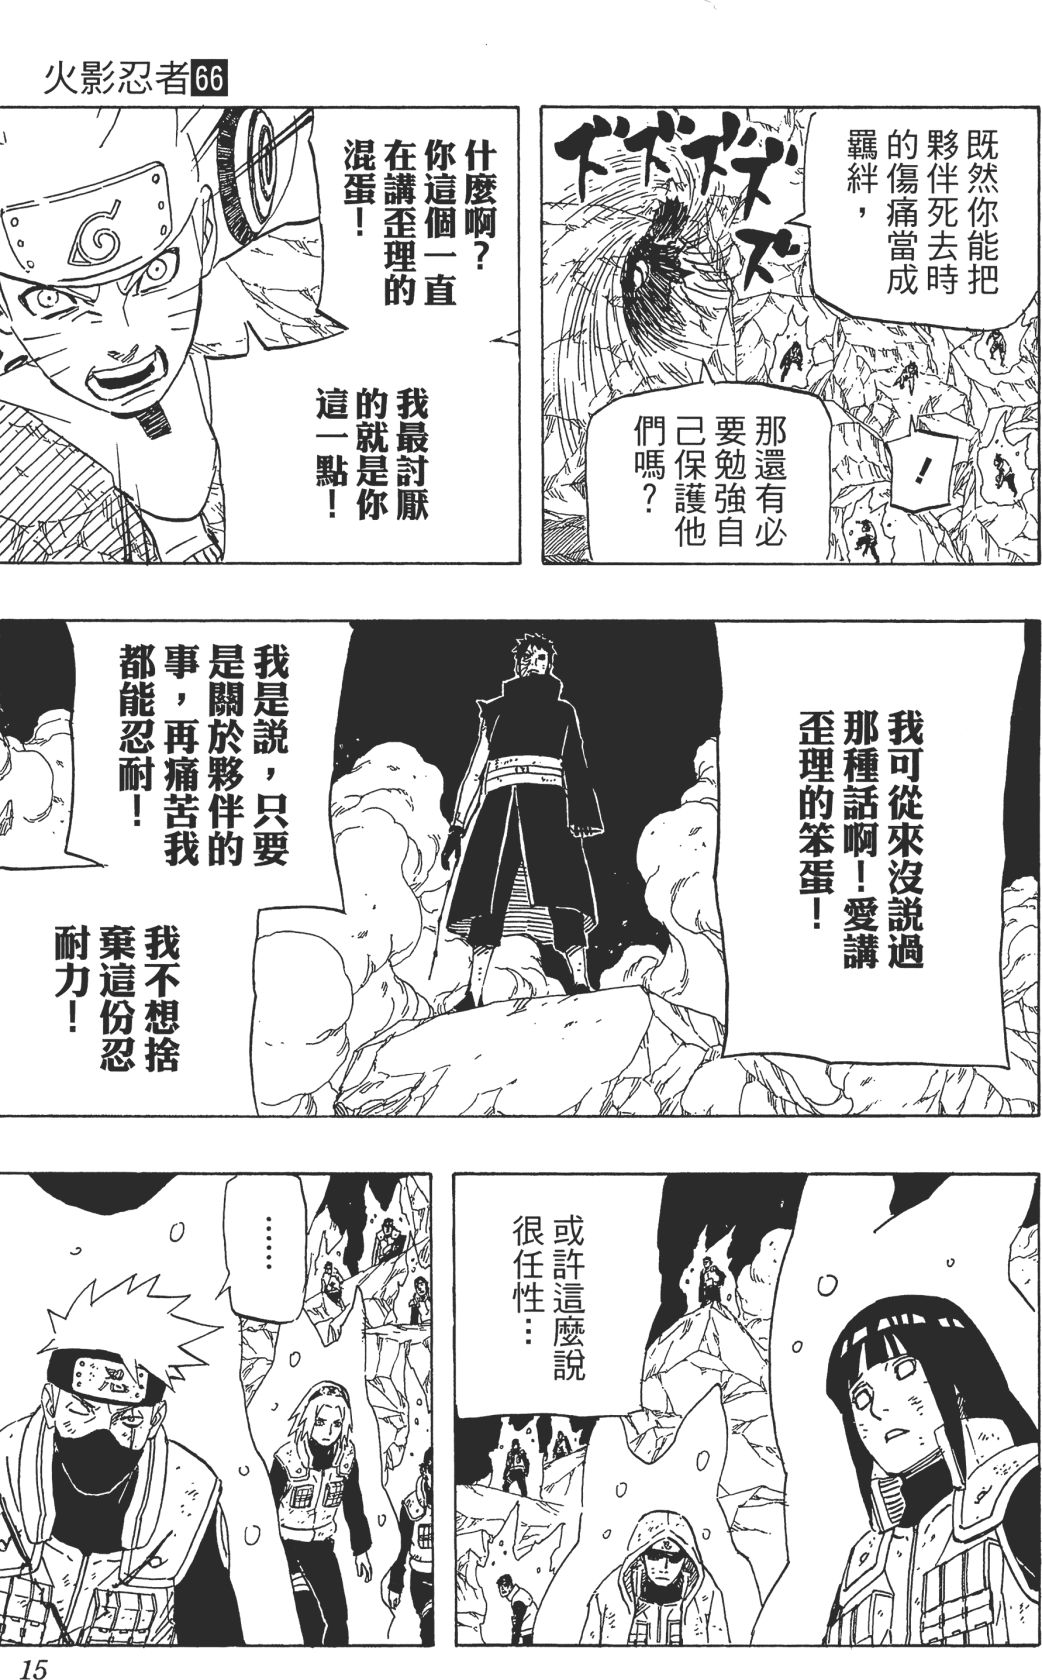 火影忍者66
既然你能把
夥伴死去時
的傷痛當成
羈絆，
ズズズズズ
！
那還有必
要勉強自
己保護他
們嗎？
什麼啊？
你這個一直
在講歪理的
混蛋！
我最討厭
的就是你
這一點！
我可從來沒說過
那種話啊！愛講
歪理的笨蛋！
我是說，只要
是關於夥伴的
事，再痛苦我
都能忍耐！
我不想捨
棄這份忍
耐力！
或許這麼說
很任性…
……
15